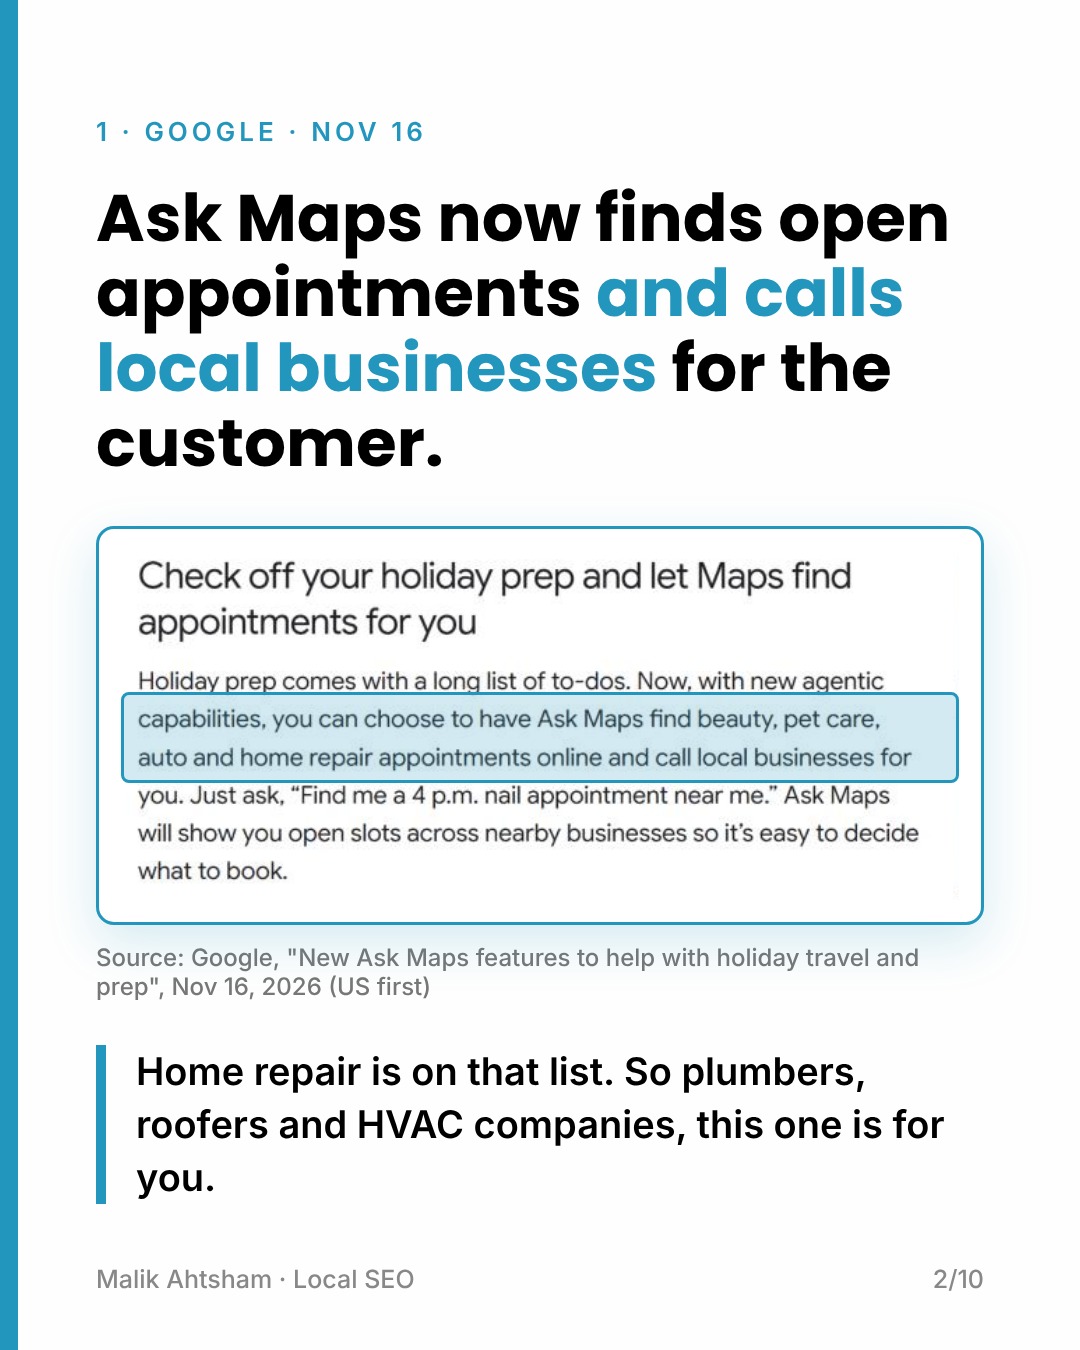 1 · GOOGLE · NOV 16
Ask Maps now finds open
appointments and calls
local businesses for the
customer.
Check off your holiday prep and let Maps find
appointments for you
Holiday prep comes with a long list of to-dos. Now, with new agentic
capabilities, you can choose to have Ask Maps find beauty, pet care,
auto and home repair appointments online and call local businesses for
you. Just ask, “Find me a 4 p.m. nail appointment near me.” Ask Maps
will show you open slots across nearby businesses so it’s easy to decide
what to book.
Source: Google, "New Ask Maps features to help with holiday travel and
prep", Nov 16, 2026 (US first)
Home repair is on that list. So plumbers,
roofers and HVAC companies, this one is for
you.
Malik Ahtsham · Local SEO
2/10